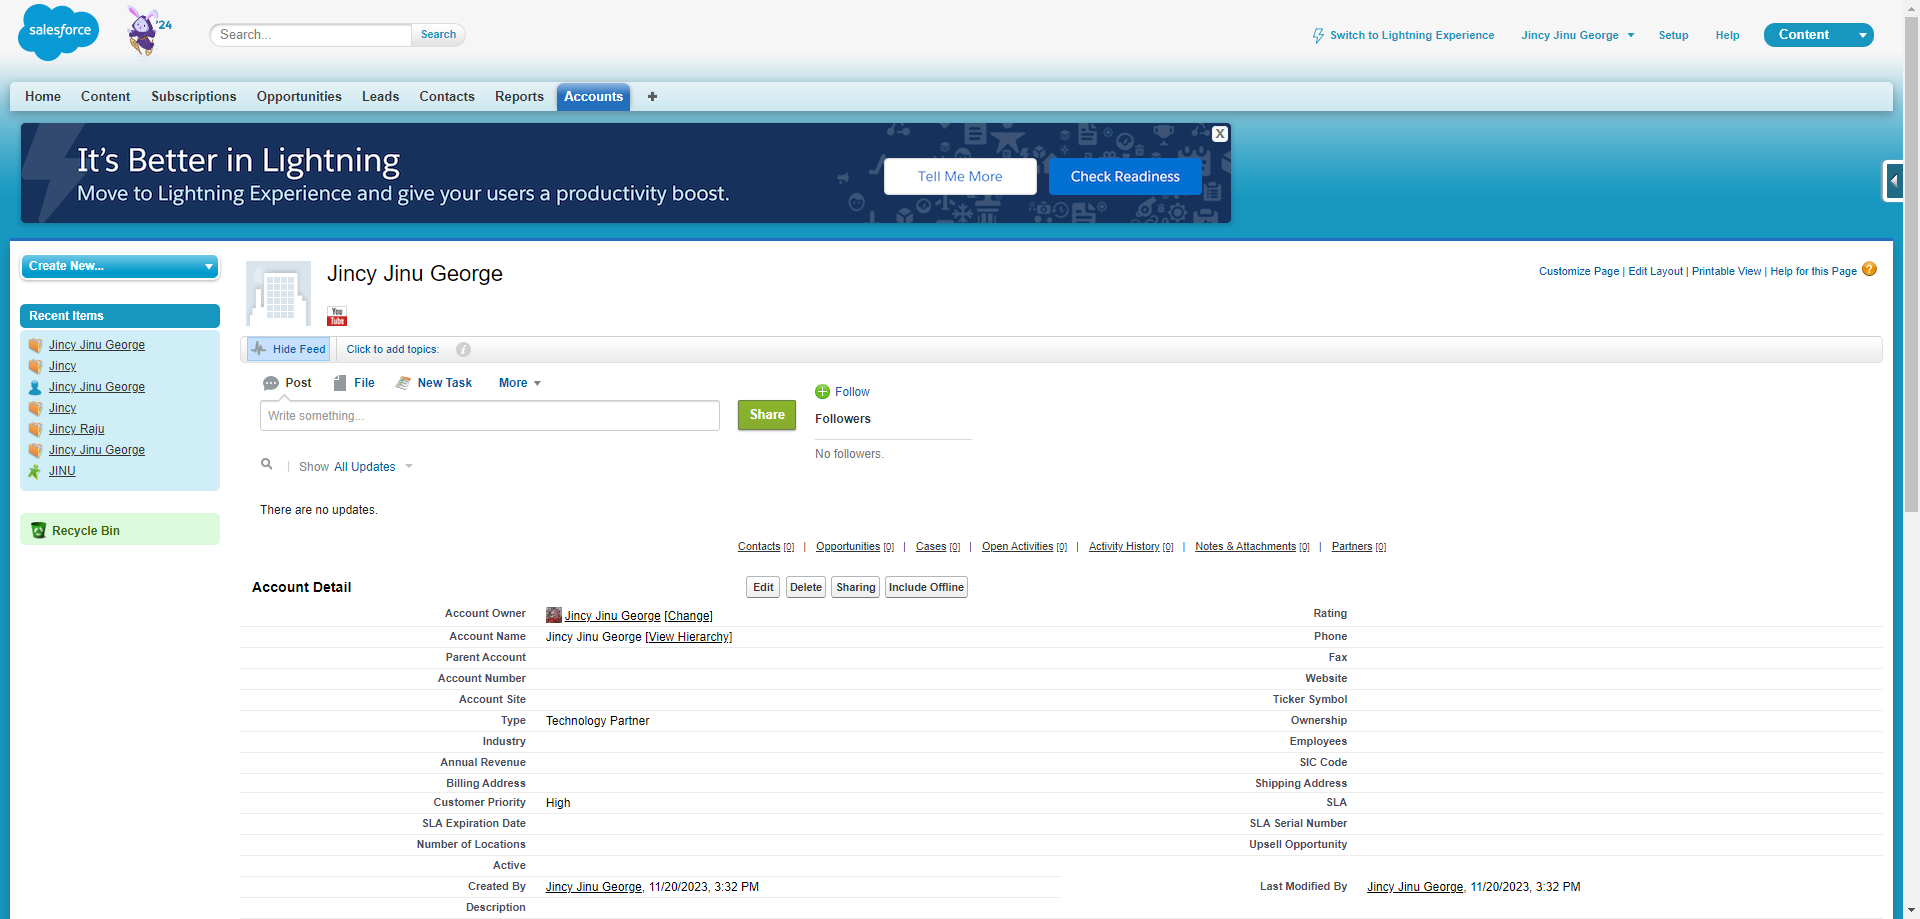 salesforce
'24
Search...
Search
Switch to Lightning Experience
Jincy Jinu George
Setup
Help
Content
Home
Content
Subscriptions
Opportunities
Leads
Contacts
Reports
Accounts
+
It's Better in Lightning
Move to Lightning Experience and give your users a productivity boost.
Tell Me More
Check Readiness
X
Create New...
Recent Items
Jincy Jinu George
Jincy
Jincy Jinu George
Jincy
Jincy Raju
Jincy Jinu George
JINU
Recycle Bin
Jincy Jinu George
You Tube
Customize Page | Edit Layout | Printable View | Help for this Page ?
Hide Feed
Click to add topics:
i
Post
File
New Task
More
Write something...
Share
Follow
Followers
No followers.
Show All Updates
There are no updates.
Contacts [0] | Opportunities [0] | Cases [0] | Open Activities [0] | Activity History [0] | Notes & Attachments [0] | Partners [0]
Account Detail
Edit
Delete
Sharing
Include Offline
Account Owner Jincy Jinu George [Change] Rating
Account Name Jincy Jinu George [View Hierarchy] Phone
Parent Account Fax
Account Number Website
Account Site Ticker Symbol
Type Technology Partner Ownership
Industry Employees
Annual Revenue SIC Code
Billing Address Shipping Address
Customer Priority High SLA
SLA Expiration Date SLA Serial Number
Number of Locations Upsell Opportunity
Active
Created By Jincy Jinu George, 11/20/2023, 3:32 PM Last Modified By Jincy Jinu George, 11/20/2023, 3:32 PM
Description